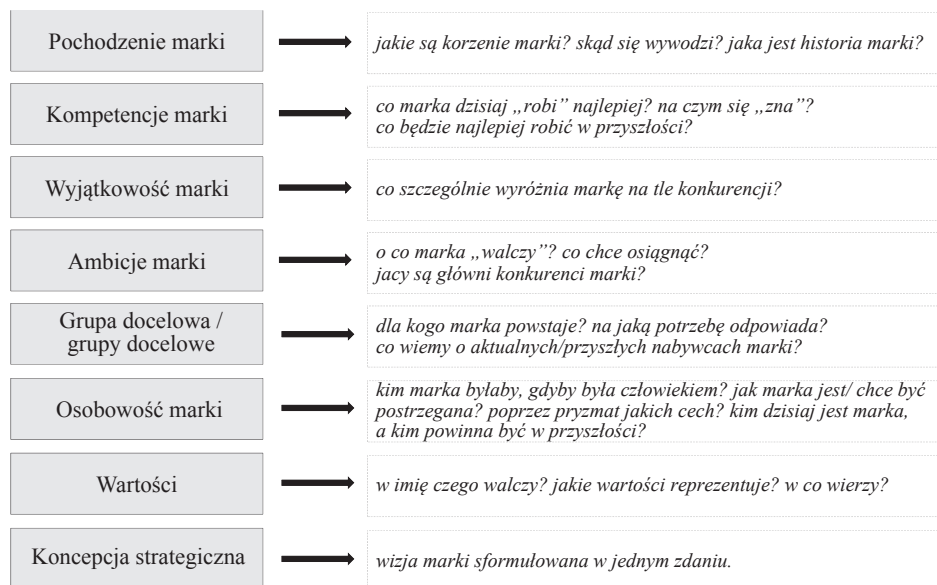 Pochodzenie marki
jakie są korzenie marki? skąd się wywodzi? jaka jest historia marki?
Kompetencje marki
co marka dzisiaj „robi” najlepiej? na czym się „zna”?
co będzie najlepiej robić w przyszłości?
Wyjątkowość marki
co szczególnie wyróżnia markę na tle konkurencji?
Ambicje marki
o co marka „walczy”? co chce osiągnąć?
jacy są główni konkurenci marki?
Grupa docelowa /
grupy docelowe
dla kogo marka powstaje? na jaką potrzebę odpowiada?
co wiemy o aktualnych/przyszłych nabywcach marki?
Osobowość marki
kim marka byłaby, gdyby była człowiekiem? jak marka jest/ chce być
postrzegana? poprzez pryzmat jakich cech? kim dzisiaj jest marka,
a kim powinna być w przyszłości?
Wartości
w imię czego walczy? jakie wartości reprezentuje? w co wierzy?
Koncepcja strategiczna
wizja marki sformułowana w jednym zdaniu.